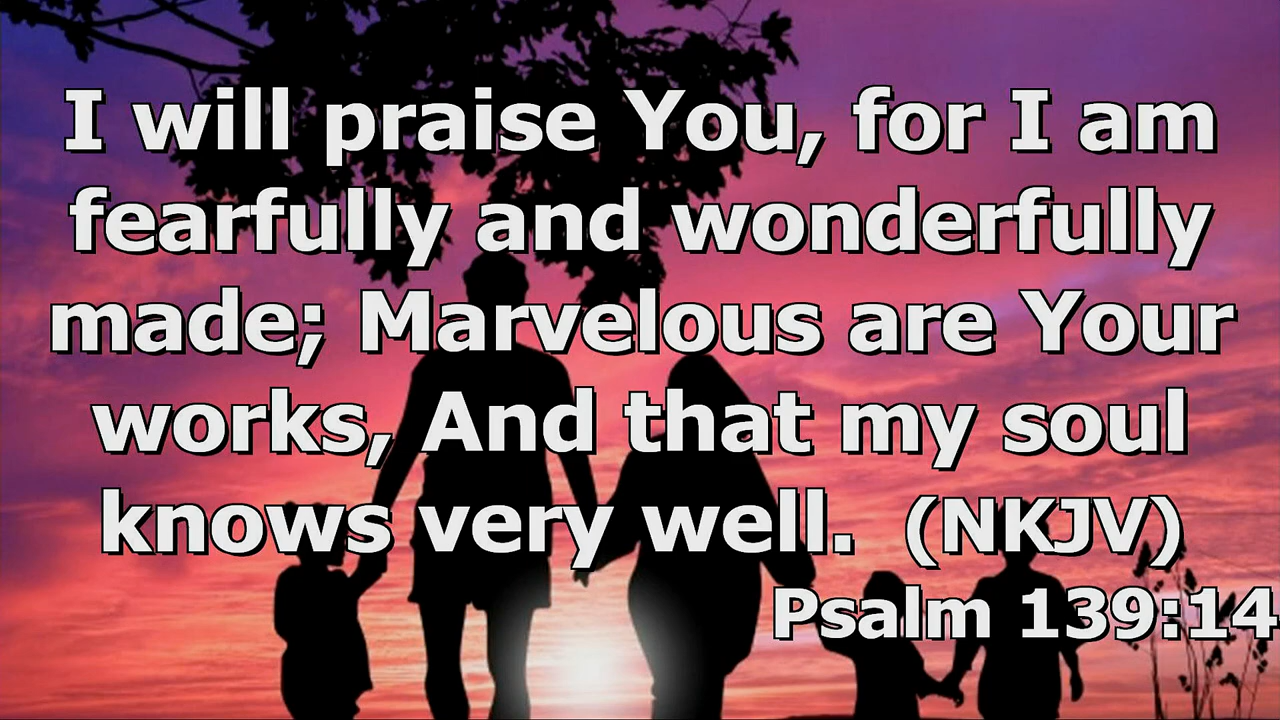 I will praise You, for I am
fearfully and wonderfully
made; Marvelous are Your
works, And that my soul
knows very well. (NKJV)
Psalm 139:14